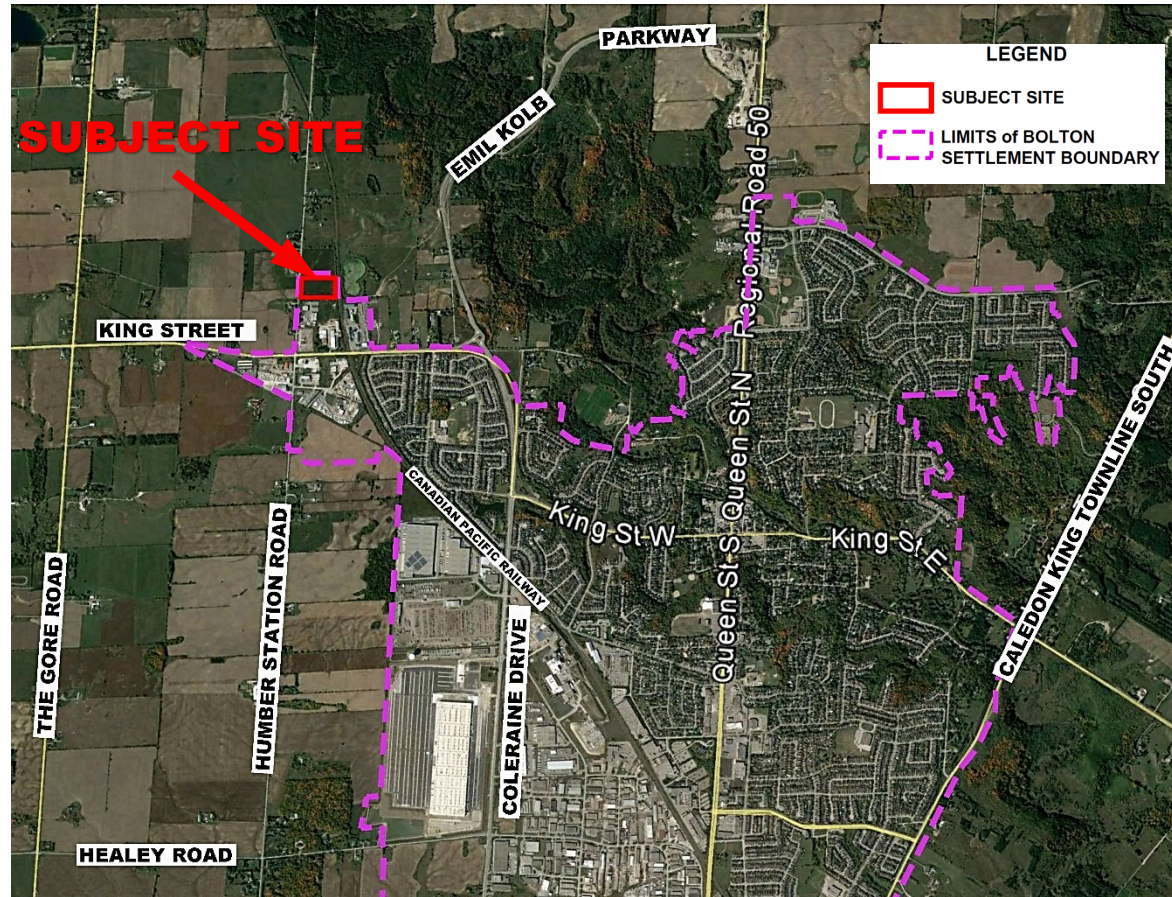 PARKWAY
LEGEND
SUBJECT SITE
LIMITS of BOLTON
SETTLEMENT BOUNDARY
EMIL KOLB
SUBJECT SITE
Regional Road 50
KING STREET
Queen St N
CANADIAN PACIFIC RAILWAY
King St W
King St E
CALEDON KING TOWNLINE SOUTH
THE GORE ROAD
HUMBER STATION ROAD
COLERAINE DRIVE
Queen St S
HEALEY ROAD